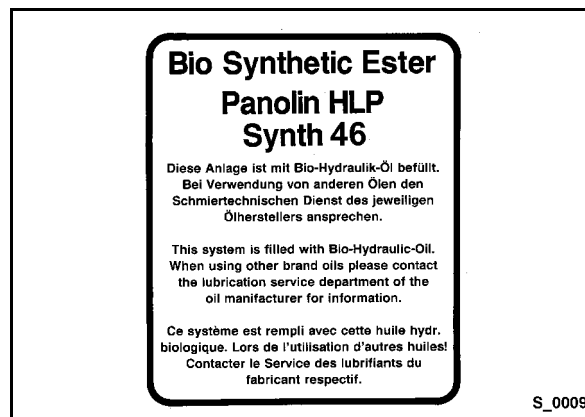 Bio Synthetic Ester
Panolin HLP
Synth 46
Diese Anlage ist mit Bio-Hydraulik-Öl befüllt.
Bei Verwendung von anderen Ölen den
Schmiertechnischen Dienst des jeweiligen
Ölherstellers ansprechen.
This system is filled with Bio-Hydraulic-Oil.
When using other brand oils please contact
the lubrication service department of the
oil manifacturer for information.
Ce système est rempli avec cette huile hydr.
biologique. Lors de l'utilisation d'autres huiles!
Contacter le Service des lubrifiants du
fabricant respectif.
S_0009